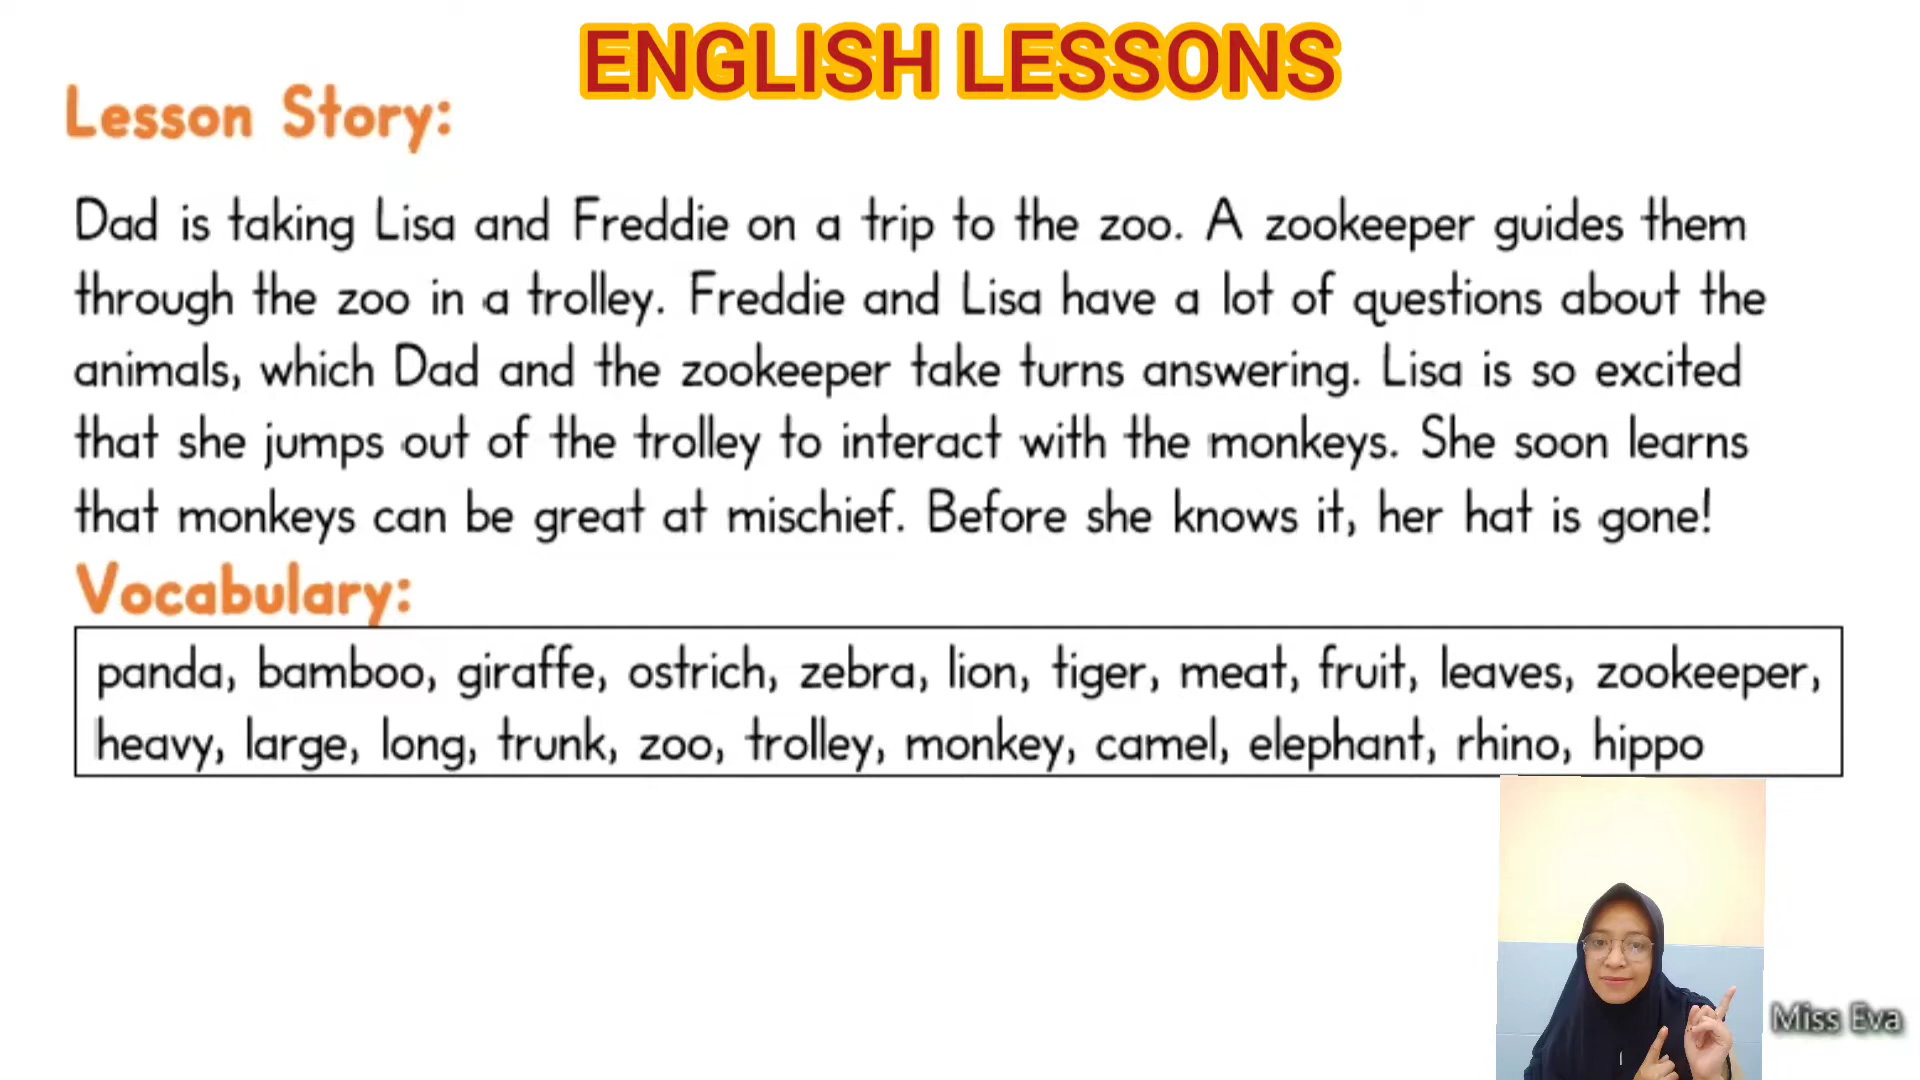 ENGLISH LESSONS
Lesson Story:
Dad is taking Lisa and Freddie on a trip to the zoo. A zookeeper guides them
through the zoo in a trolley. Freddie and Lisa have a lot of questions about the
animals, which Dad and the zookeeper take turns answering. Lisa is so excited
that she jumps out of the trolley to interact with the monkeys. She soon learns
that monkeys can be great at mischief. Before she knows it, her hat is gone!
Vocabulary:
panda, bamboo, giraffe, ostrich, zebra, lion, tiger, meat, fruit, leaves, zookeeper,
heavy, large, long, trunk, zoo, trolley, monkey, camel, elephant, rhino, hippo
Miss Eva